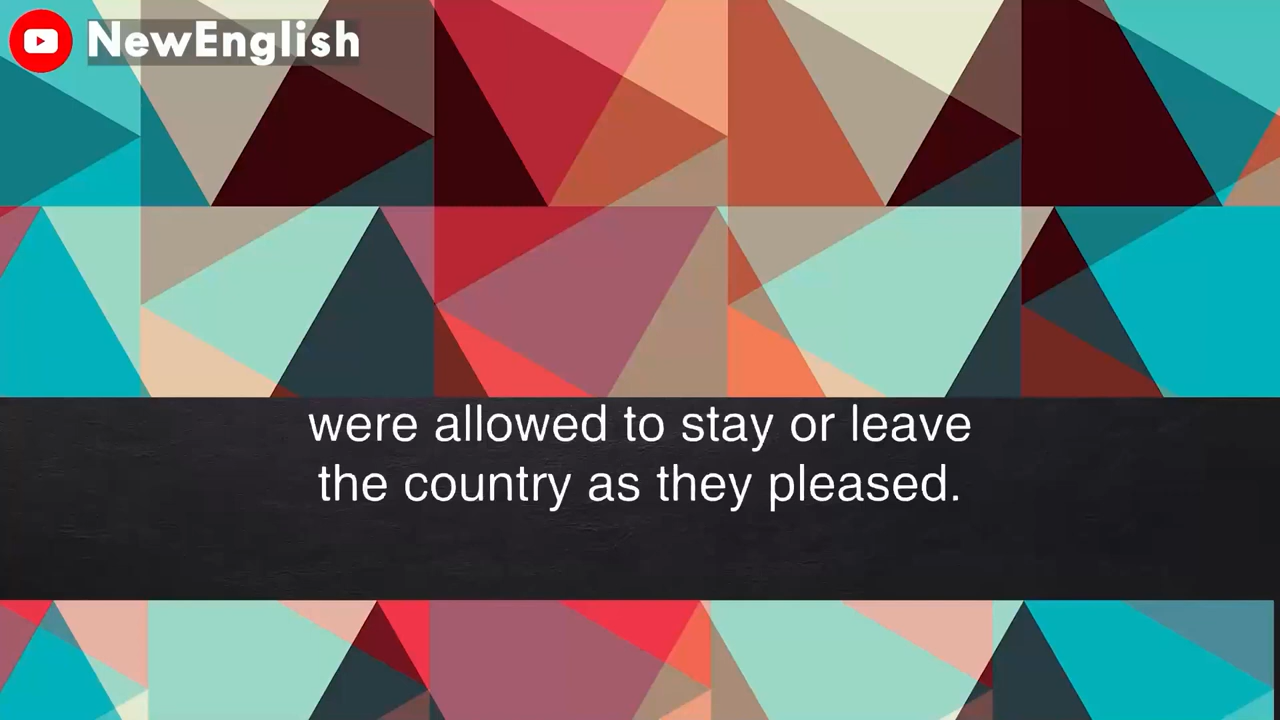 NewEnglish
were allowed to stay or leave
the country as they pleased.